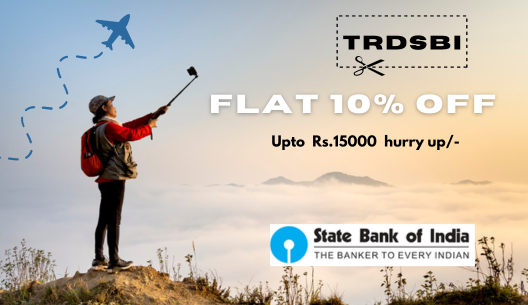 TRDSBI
FLAT 10% OFF
Upto Rs.15000 hurry up/-
State Bank of India
THE BANKER TO EVERY INDIAN